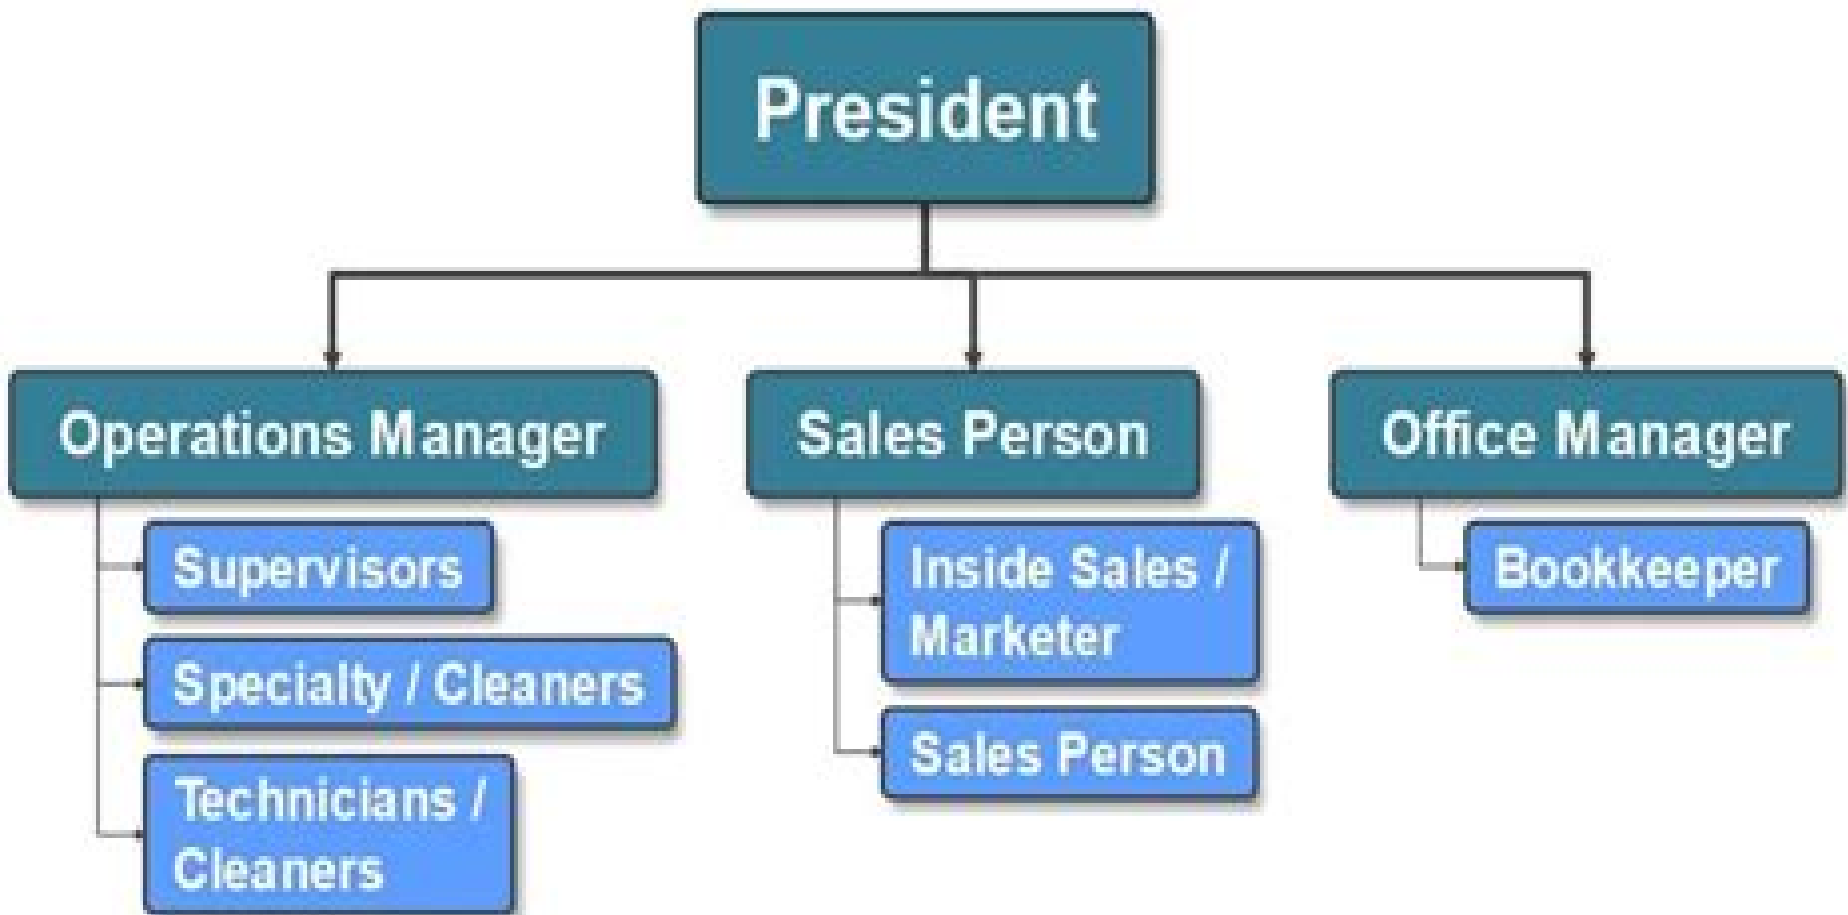 President
Operations Manager
Sales Person
Office Manager
Supervisors
Specialty / Cleaners
Technicians /
Cleaners
Inside Sales /
Marketer
Sales Person
Bookkeeper